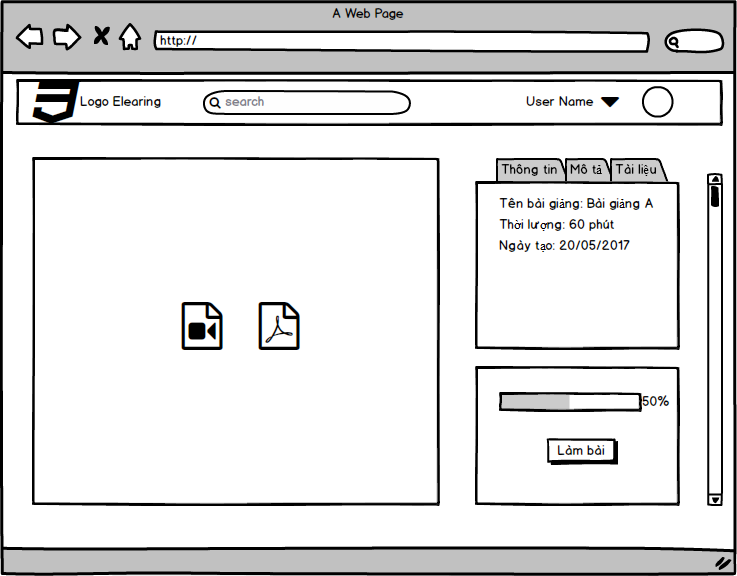 A Web Page
http://
Logo Elearing
search
User Name
Thông tin
Mô tả
Tài liệu
Tên bài giảng: Bài giảng A
Thời lượng: 60 phút
Ngày tạo: 20/05/2017
50%
Làm bài